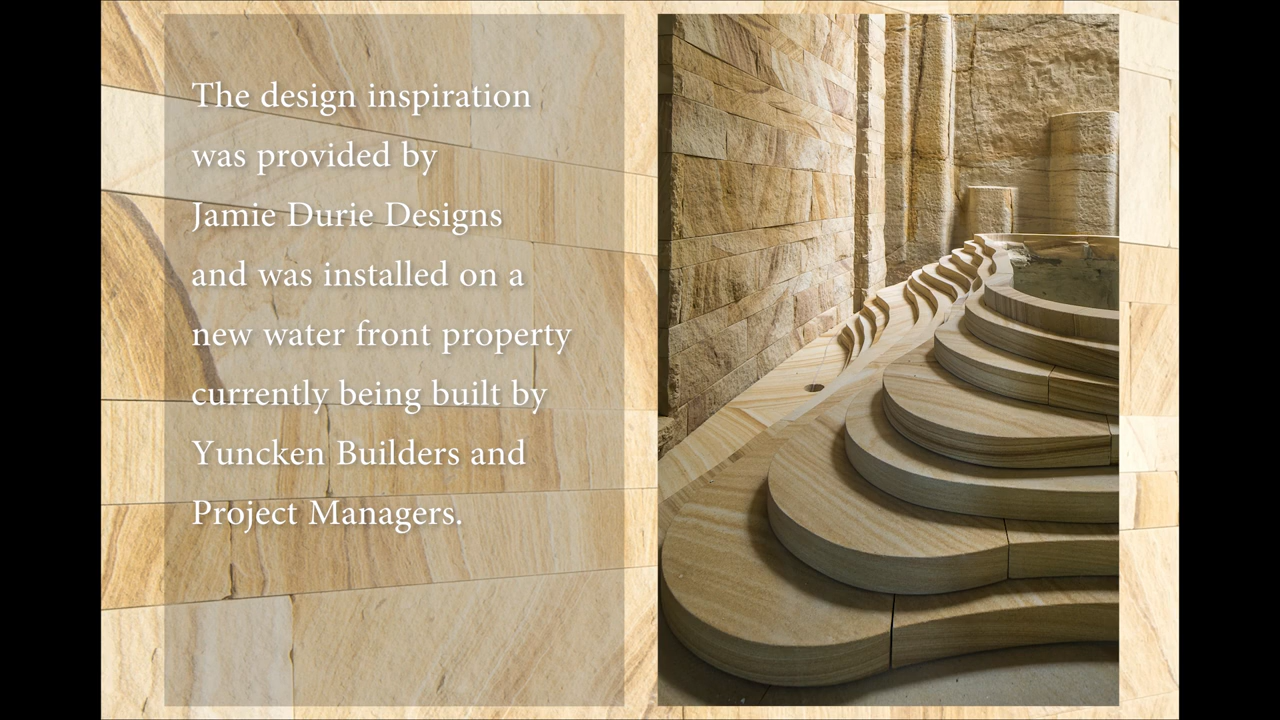 The design inspiration
was provided by
Jamie Durie Designs
and was installed on a
new water front property
currently being built by
Yuncken Builders and
Project Managers.